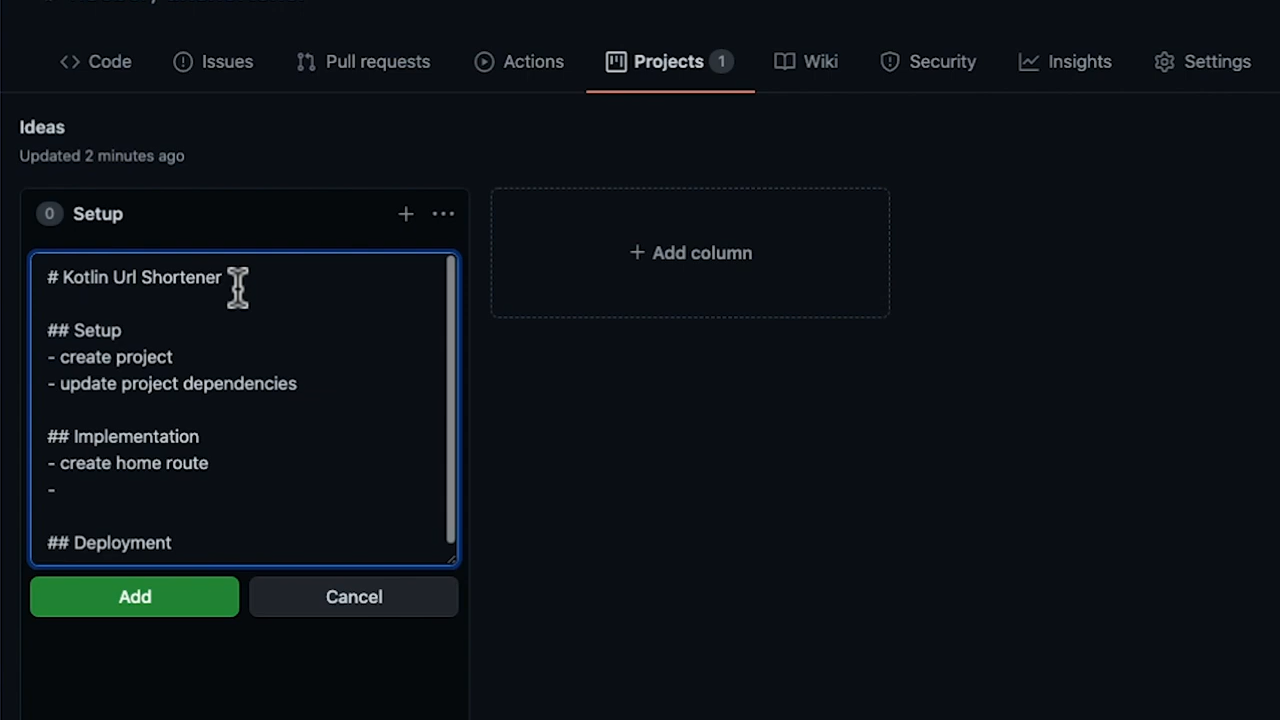 Code Issues Pull requests Actions Projects 1 Wiki Security Insights Settings
Ideas
Updated 2 minutes ago
0 Setup
+ Add column
# Kotlin Url Shortener
## Setup
- create project
- update project dependencies
## Implementation
- create home route
-
## Deployment
Add Cancel